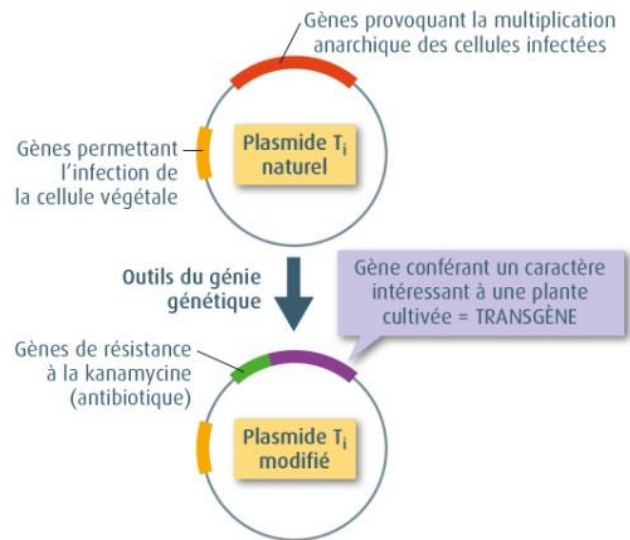 Gènes provoquant la multiplication
anarchique des cellules infectées
Gènes permettant
l'infection de
la cellule végétale
Plasmide Ti
naturel
Outils du génie
génétique
Gène conférant un caractère
intéressant à une plante
cultivée = TRANSGÈNE
Gènes de résistance
à la kanamycine
(antibiotique)
Plasmide Ti
modifié